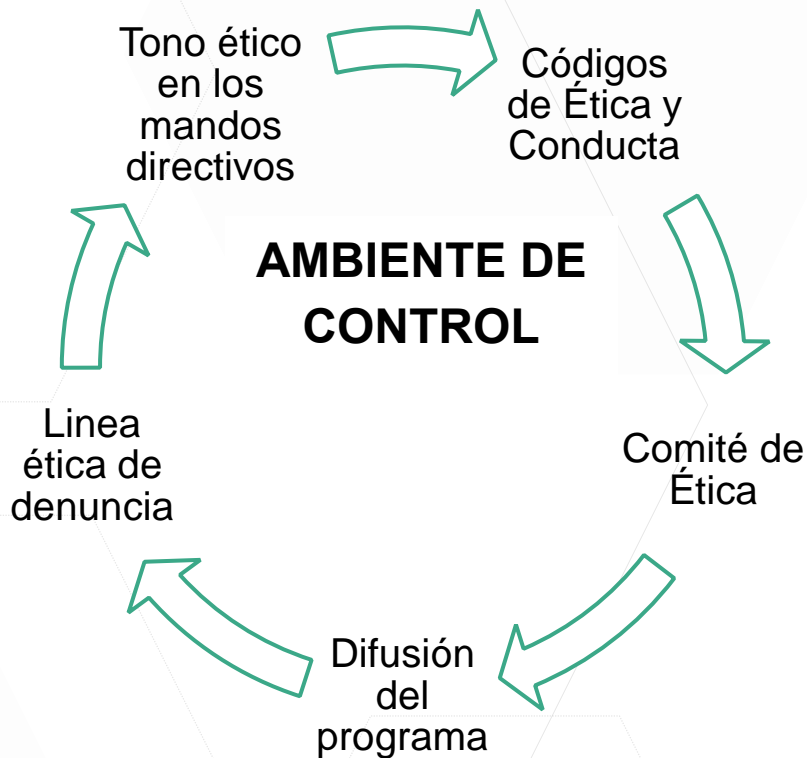 Tono ético
en los
mandos
directivos
Códigos
de Ética y
Conducta
AMBIENTE DE
CONTROL
Comité de
Ética
Difusión
del
programa
Linea
ética de
denuncia